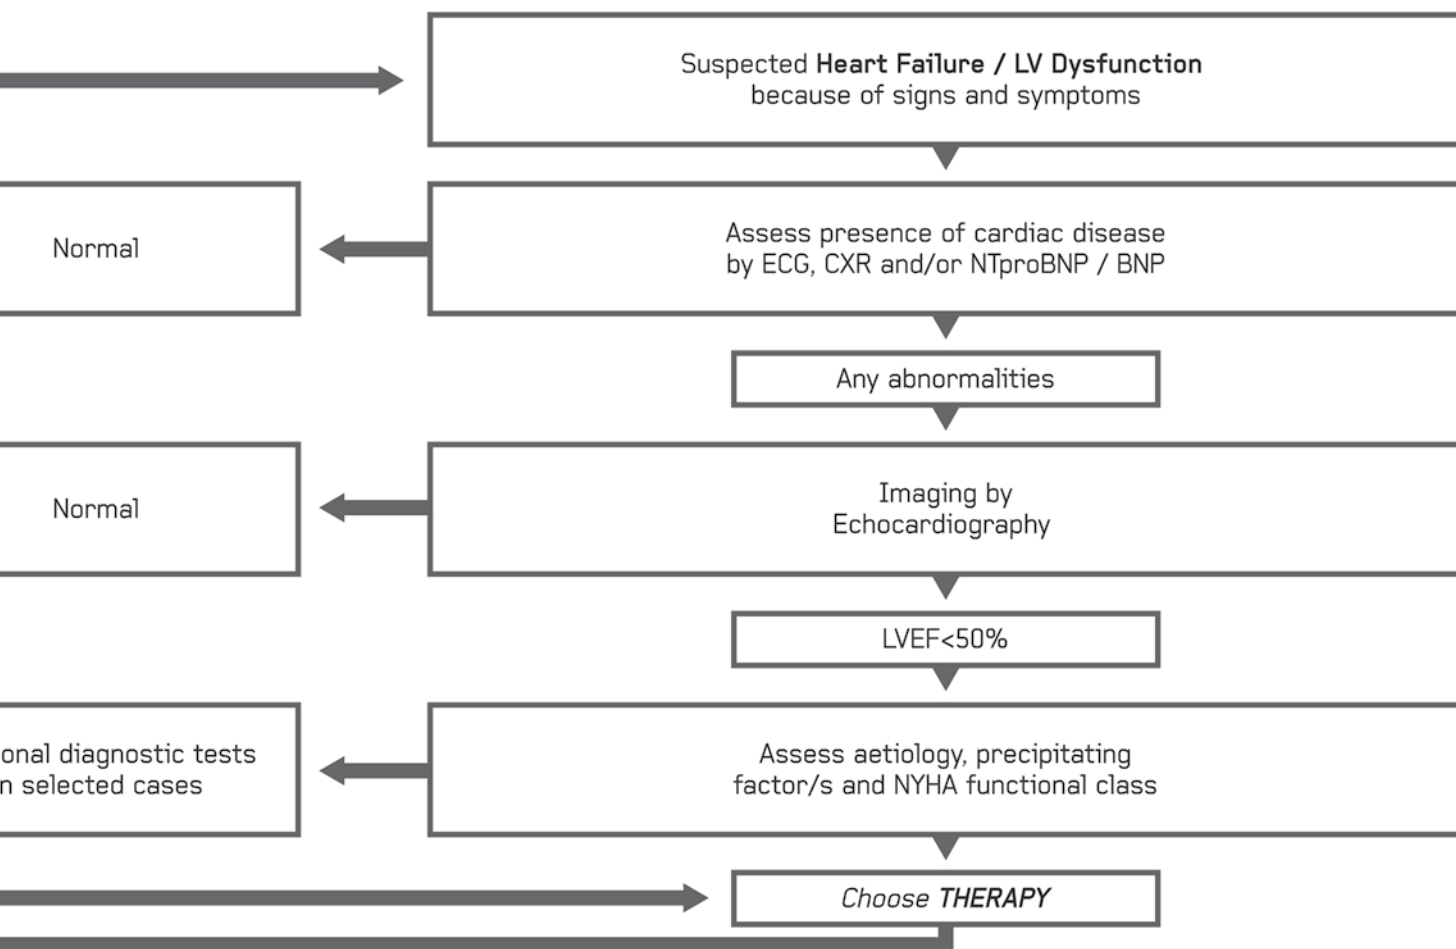 Suspected Heart Failure / LV Dysfunction
because of signs and symptoms
Normal
Assess presence of cardiac disease
by ECG, CXR and/or NTproBNP / BNP
Any abnormalities
Normal
Imaging by
Echocardiography
LVEF<50%
onal diagnostic tests
n selected cases
Assess aetiology, precipitating
factor/s and NYHA functional class
Choose THERAPY